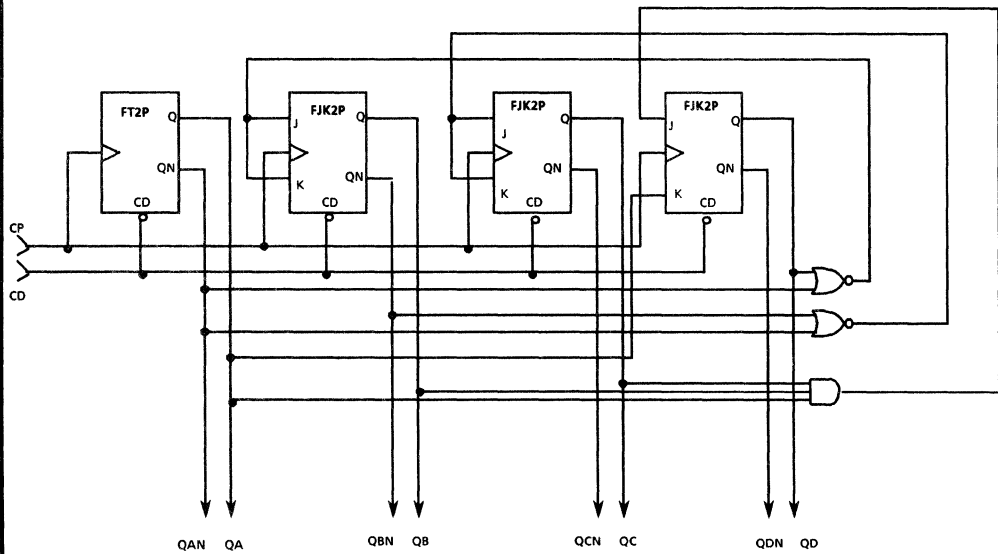 FT2P
Q
QN
CD
FJK2P
J
Q
K
QN
CD
FJK2P
J
Q
K
QN
CD
FJK2P
J
Q
K
QN
CD
CP
CD
QAN QA
QBN QB
QCN QC
QDN QD